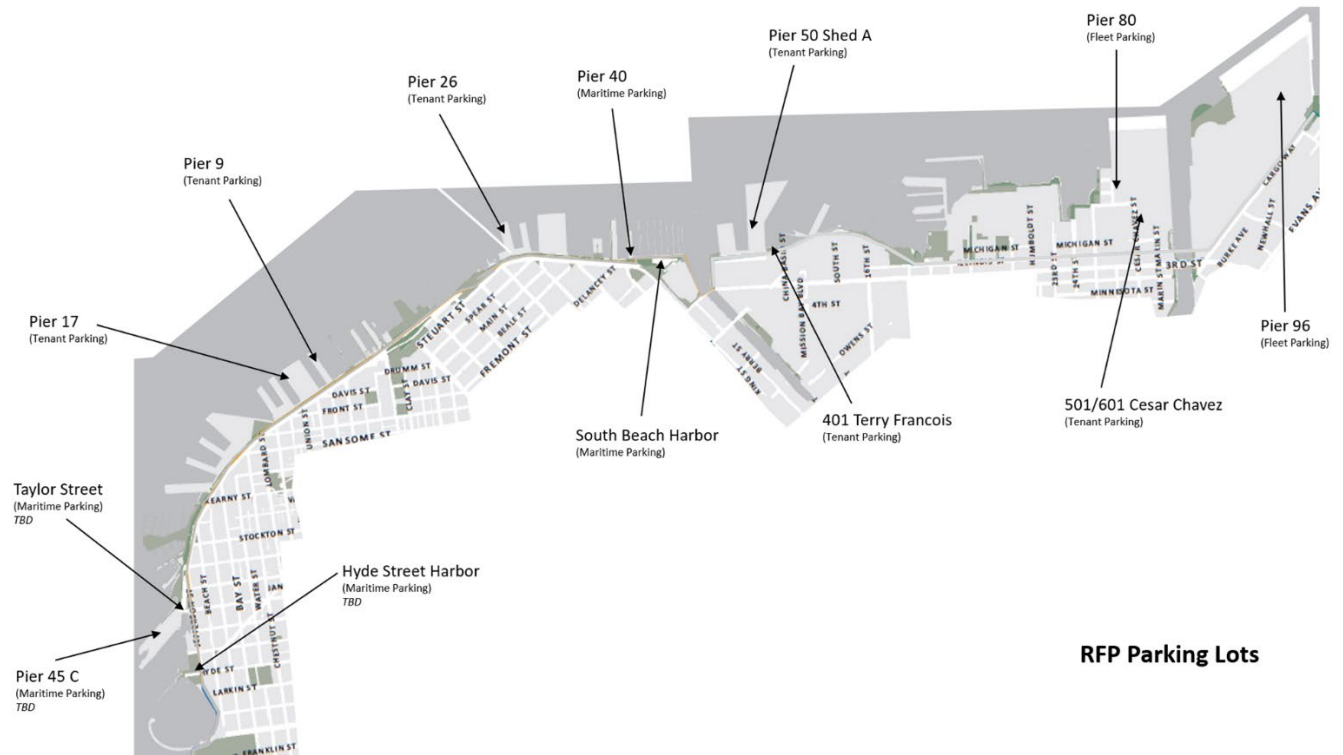 Pier 80
(Fleet Parking)
Pier 50 Shed A
(Tenant Parking)
Pier 40
(Maritime Parking)
Pier 26
(Tenant Parking)
Pier 9
(Tenant Parking)
Pier 17
(Tenant Parking)
Taylor Street
(Maritime Parking)
TBD
Pier 45 C
(Maritime Parking)
TBD
Hyde Street Harbor
(Maritime Parking)
TBD
South Beach Harbor
(Maritime Parking)
401 Terry Francois
(Tenant Parking)
501/601 Cesar Chavez
(Tenant Parking)
Pier 96
(Fleet Parking)
RFP Parking Lots
CARGO WAY
NEWHALL ST
BURKE AVE
3RD ST
MARIN ST
CESAR CHAVEZ ST
MICHIGAN ST
MICHIGAN ST
HUMBOLDT ST
23RD ST
24TH ST
MINNESOTA ST
16TH ST
SOUTH ST
CHINA BASIN ST
MISSION BAY BLVD
4TH ST
OWENS ST
BERRY ST
KING ST
DELANCEY ST
STEUART ST
SPEAR ST
MAIN ST
BEALE ST
FREMONT ST
DRUMM ST
DAVIS ST
CLAY ST
DAVIS ST
FRONT ST
UNION ST
SANSOME ST
STOCKTON ST
BEACH ST
BAY ST
WATER ST
CHESTNUT ST
LARKIN ST
FRANKLIN ST